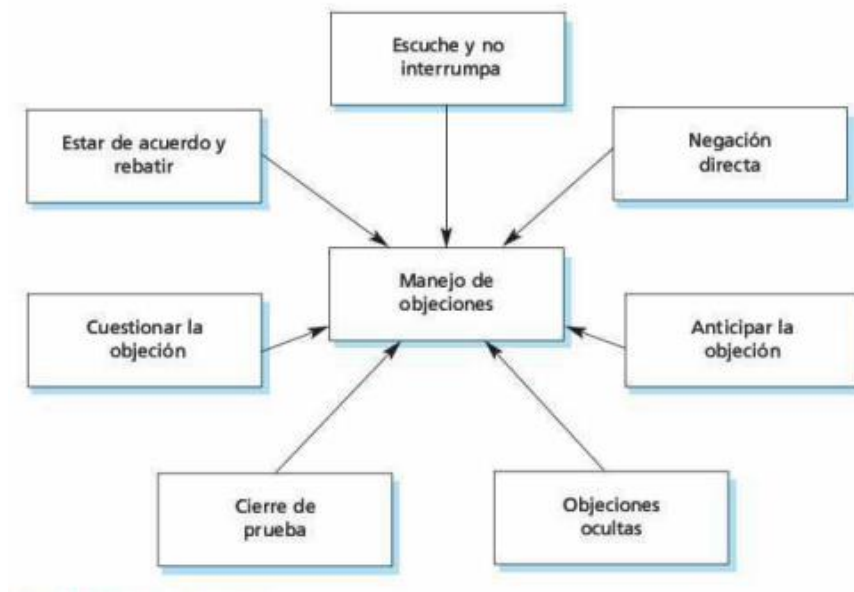 Escuche y no
interrumpa
Estar de acuerdo y
rebatir
Negación
directa
Manejo de
objeciones
Cuestionar la
objeción
Anticipar la
objeción
Cierre de
prueba
Objeciones
ocultas